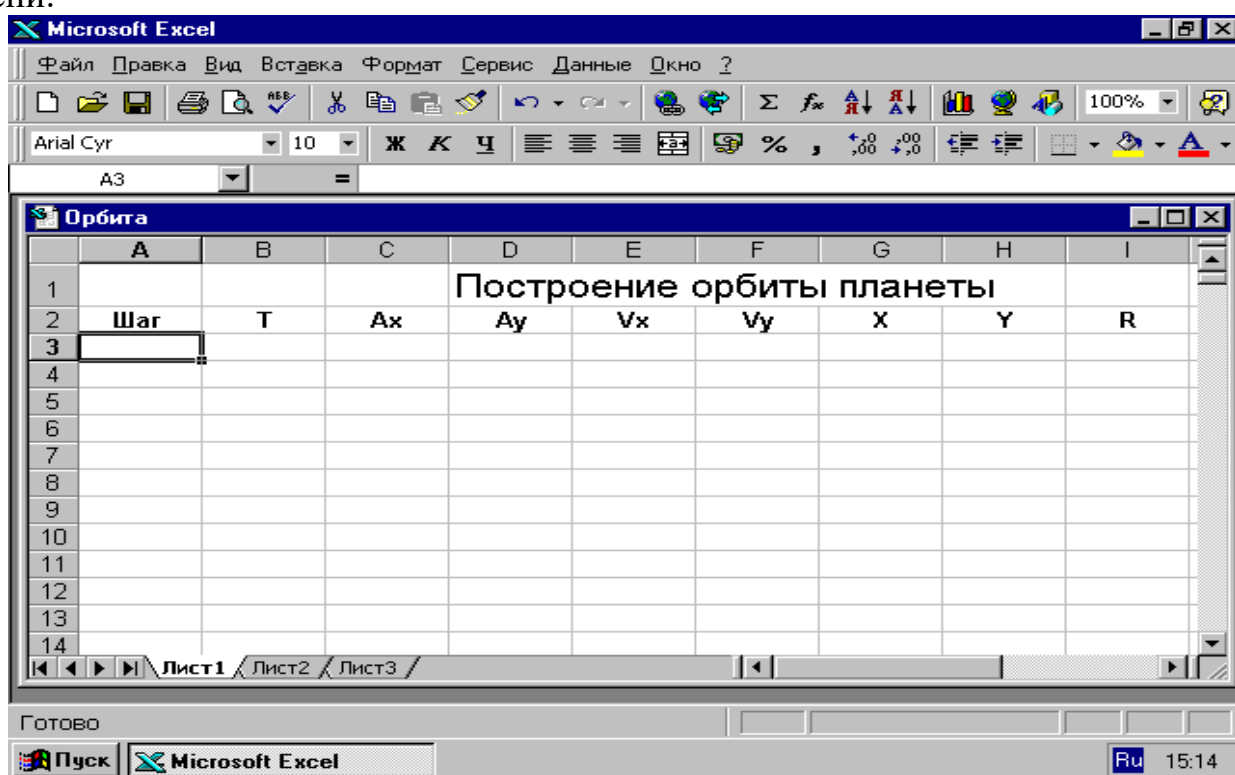 ени.
Microsoft Excel
Файл Правка Вид Вставка Формат Сервис Данные Окно ?
100%
Arial Cyr 10 Ж К Ч % ,
A3 =
Орбита
A B C D E F G H I
1 Построение орбиты планеты
2 Шаг T Ax Ay Vx Vy X Y R
3
4
5
6
7
8
9
10
11
12
13
14
Лист1 Лист2 Лист3
Готово
Пуск Microsoft Excel Ru 15:14